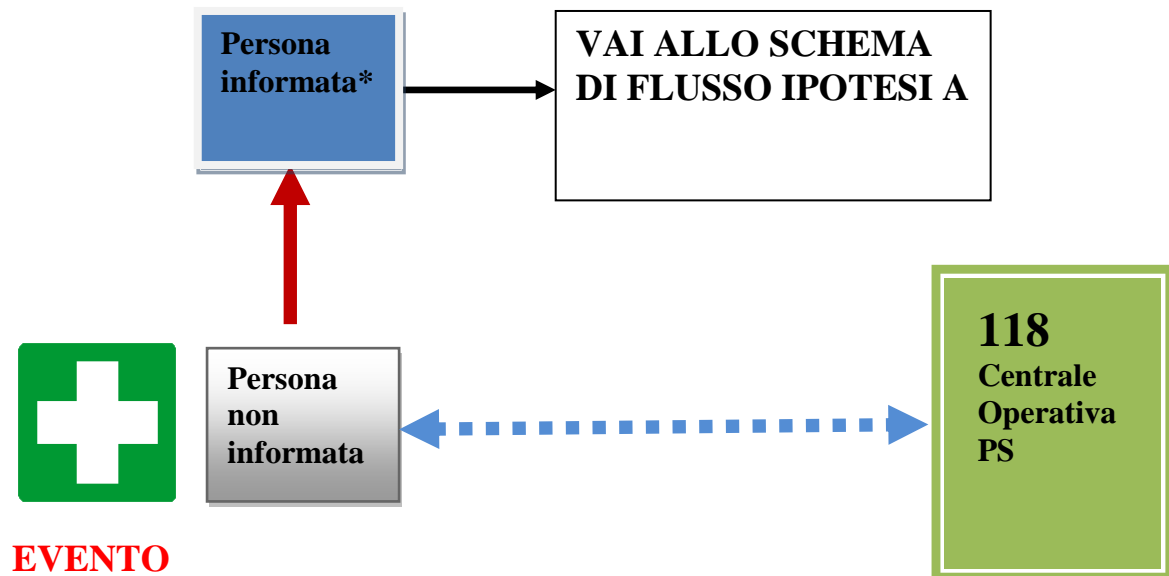 Persona
informata*
VAI ALLO SCHEMA
DI FLUSSO IPOTESI A
Persona
non
informata
118
Centrale
Operativa
PS
EVENTO